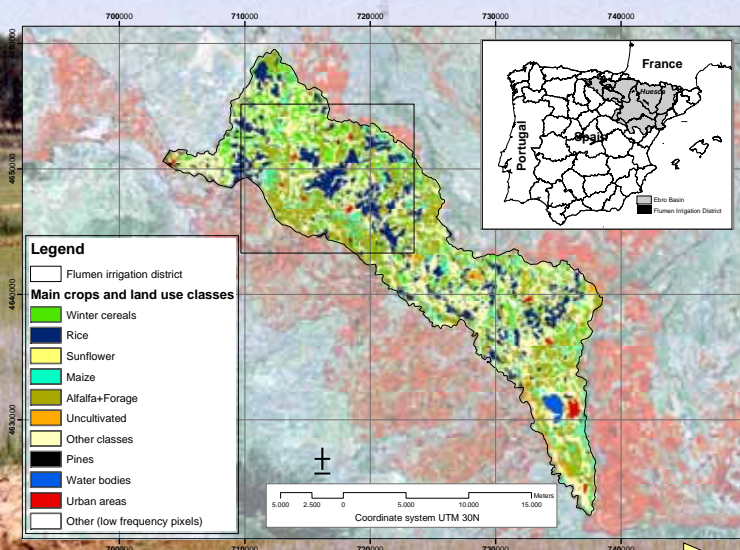 700000 710000 720000 730000 740000
4650000
4640000
4630000
France
Huesca
Spain
Portugal
Ebro Basin
Flumen Irrigation District
Legend
Flumen irrigation district
Main crops and land use classes
Winter cereals
Rice
Sunflower
Maize
Alfalfa+Forage
Uncultivated
Other classes
Pines
Water bodies
Urban areas
Other (low frequency pixels)
Meters
5.000 2.500 0 5.000 10.000 15.000
Coordinate system UTM 30N
700000 710000 720000 730000 740000